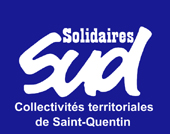 Solidaires
Sud
Collectivités territoriales
de Saint-Quentin